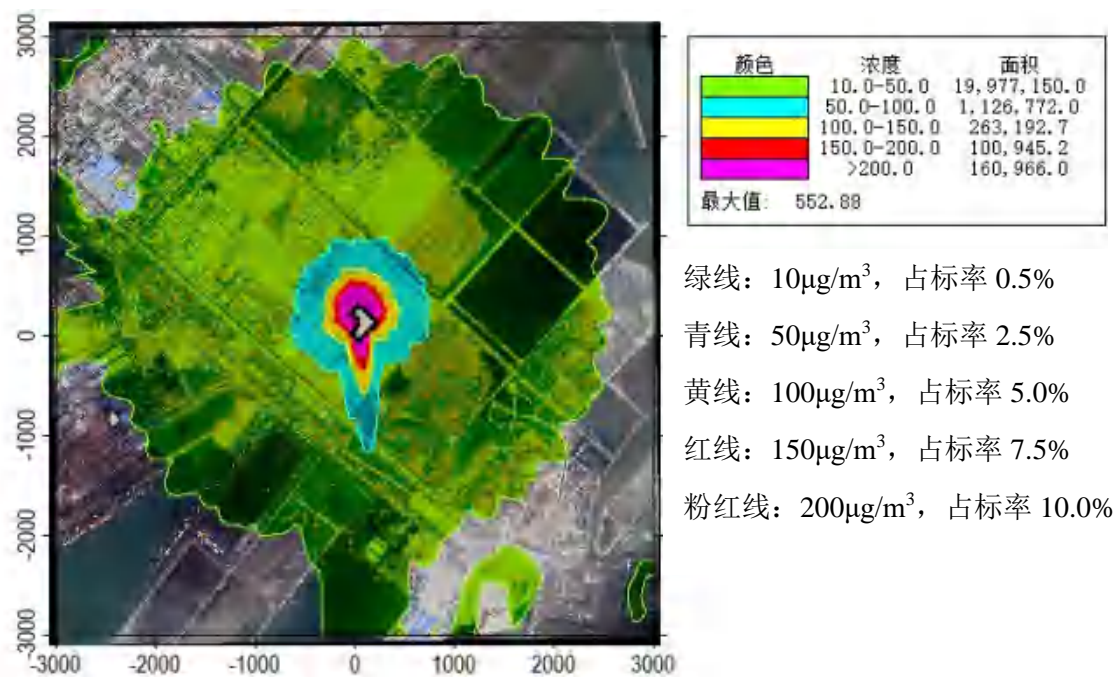 3000
2000
1000
0
-1000
-2000
-3000
-3000 -2000 -1000 0 1000 2000 3000
颜色 浓度 面积
10.0-50.0 19,977,150.0
50.0-100.0 1,126,772.0
100.0-150.0 263,192.7
150.0-200.0 100,945.2
>200.0 160,966.0
最大值: 552.88
绿线：10μg/m³，占标率 0.5%
青线：50μg/m³，占标率 2.5%
黄线：100μg/m³，占标率 5.0%
红线：150μg/m³，占标率 7.5%
粉红线：200μg/m³，占标率 10.0%